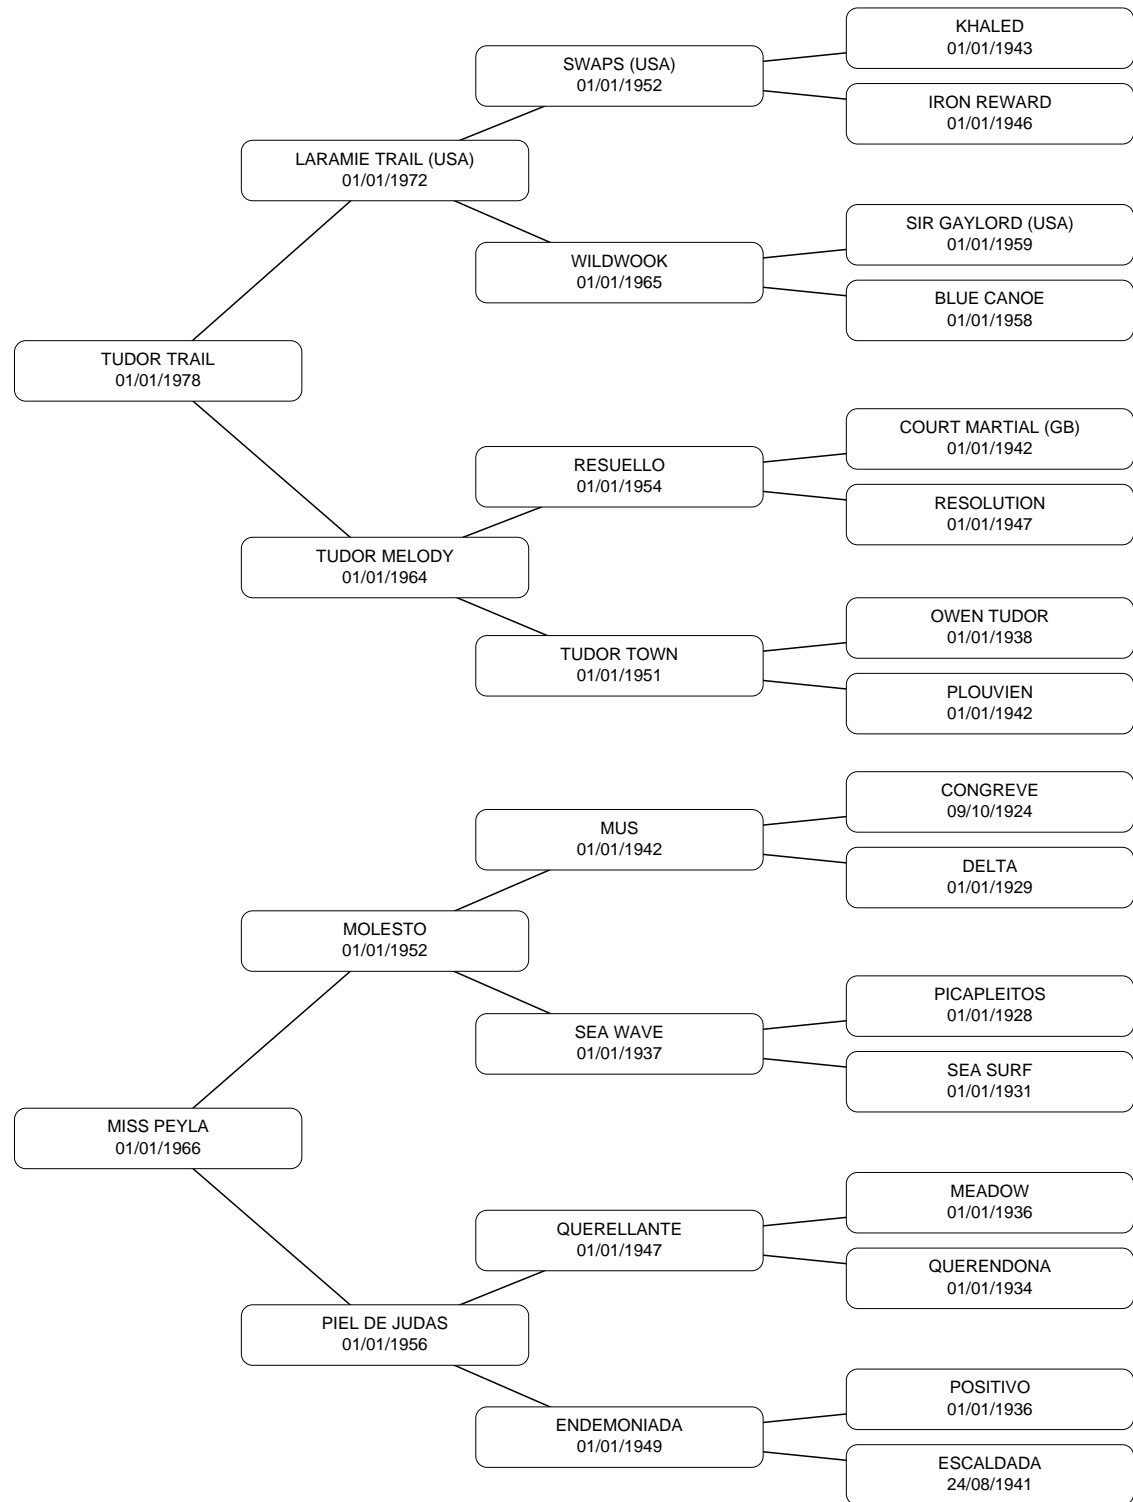 KHALED
01/01/1943
SWAPS (USA)
01/01/1952
IRON REWARD
01/01/1946
LARAMIE TRAIL (USA)
01/01/1972
SIR GAYLORD (USA)
01/01/1959
WILDWOOK
01/01/1965
BLUE CANOE
01/01/1958
TUDOR TRAIL
01/01/1978
COURT MARTIAL (GB)
01/01/1942
RESUELLO
01/01/1954
RESOLUTION
01/01/1947
TUDOR MELODY
01/01/1964
OWEN TUDOR
01/01/1938
TUDOR TOWN
01/01/1951
PLOUVIEN
01/01/1942
CONGREVE
09/10/1924
MUS
01/01/1942
DELTA
01/01/1929
MOLESTO
01/01/1952
PICAPLEITOS
01/01/1928
SEA WAVE
01/01/1937
SEA SURF
01/01/1931
MISS PEYLA
01/01/1966
MEADOW
01/01/1936
QUERELLANTE
01/01/1947
QUERENDONA
01/01/1934
PIEL DE JUDAS
01/01/1956
POSITIVO
01/01/1936
ENDEMONIADA
01/01/1949
ESCALDADA
24/08/1941